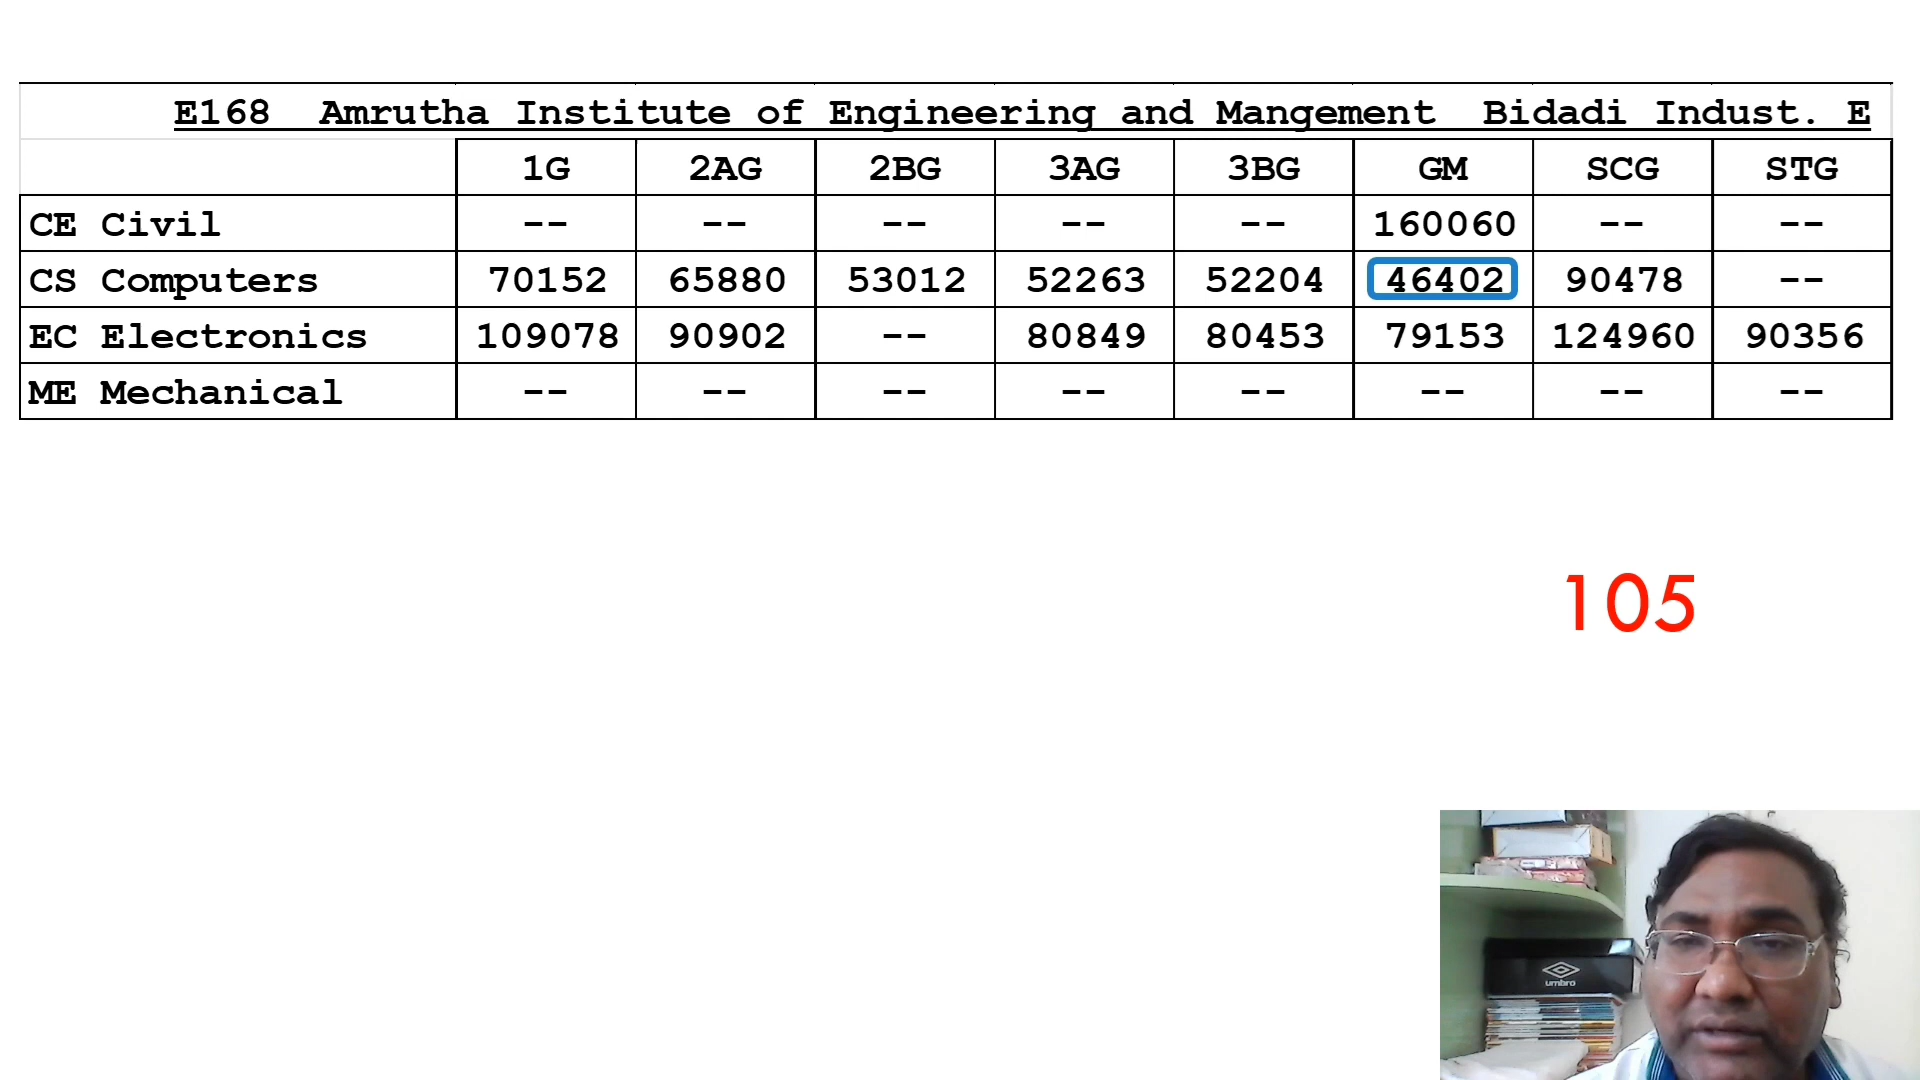 E168 Amrutha Institute of Engineering and Mangement Bidadi Indust. E
1G 2AG 2BG 3AG 3BG GM SCG STG
CE Civil -- -- -- -- -- 160060 -- --
CS Computers 70152 65880 53012 52263 52204 46402 90478 --
EC Electronics 109078 90902 -- 80849 80453 79153 124960 90356
ME Mechanical -- -- -- -- -- -- -- --
105
umbro